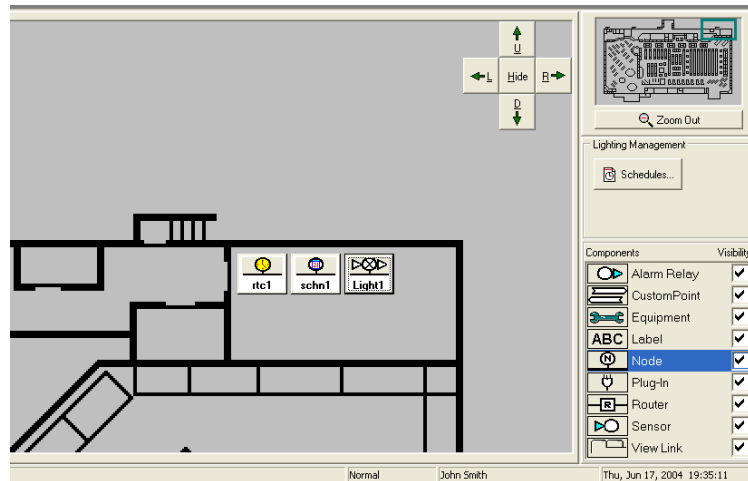 U
L Hide R
D
Zoom Out
Lighting Management
Schedules...
rtc1 schn1 Light1
Components Visibility
Alarm Relay
CustomPoint
Equipment
ABC Label
N Node
Plug-In
R Router
Sensor
View Link
Normal John Smith Thu, Jun 17, 2004 19:35:11